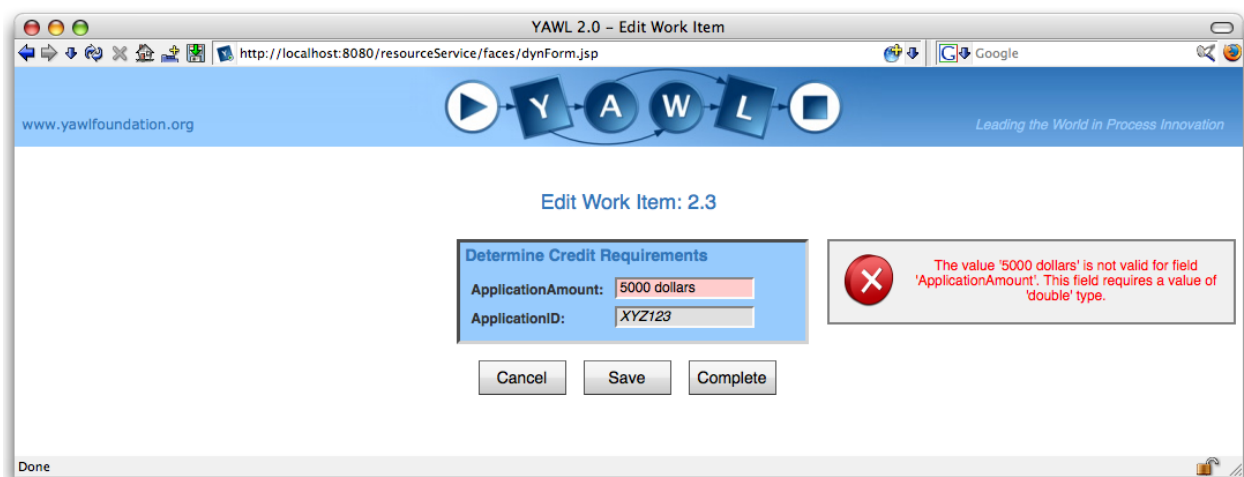 YAWL 2.0 – Edit Work Item
http://localhost:8080/resourceService/faces/dynForm.jsp
G Google
www.yawlfoundation.org
Y A W L
Leading the World in Process Innovation
Edit Work Item: 2.3
Determine Credit Requirements
ApplicationAmount: 5000 dollars
ApplicationID: XYZ123
The value '5000 dollars' is not valid for field
'ApplicationAmount'. This field requires a value of
'double' type.
Cancel Save Complete
Done